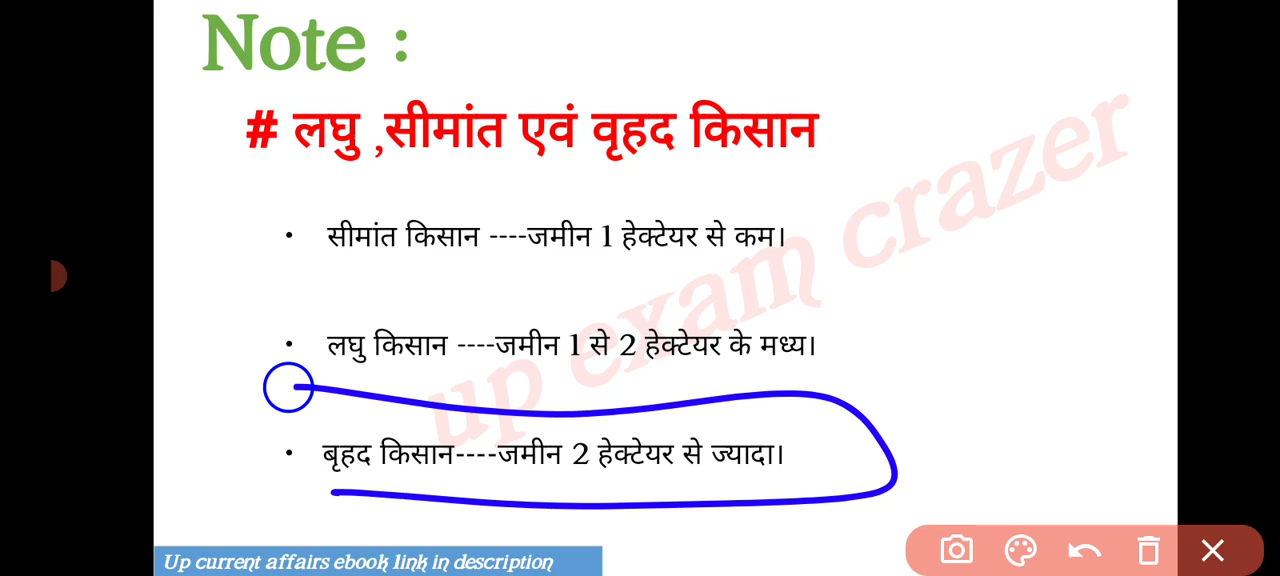 Note :
# लघु ,सीमांत एवं वृहद किसान
• सीमांत किसान ----जमीन 1 हेक्टेयर से कम।
• लघु किसान ----जमीन 1 से 2 हेक्टेयर के मध्य।
• बृहद किसान----जमीन 2 हेक्टेयर से ज्यादा।
up exam crazer
Up current affairs ebook link in description